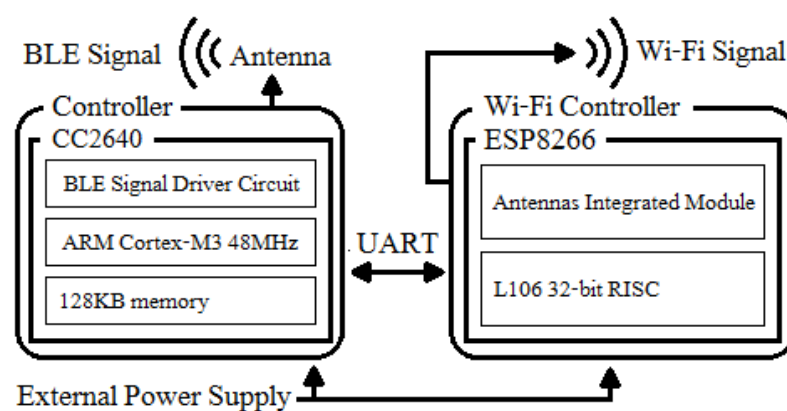 BLE Signal
Antenna
Wi-Fi Signal
Controller
CC2640
BLE Signal Driver Circuit
ARM Cortex-M3 48MHz
128KB memory
UART
Wi-Fi Controller
ESP8266
Antennas Integrated Module
L106 32-bit RISC
External Power Supply